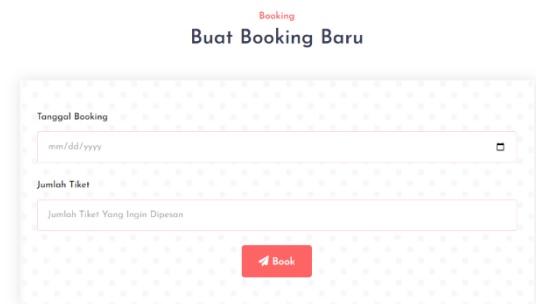 Booking
Buat Booking Baru
Tanggal Booking
mm/dd/yyyy
Jumlah Tiket
Jumlah Tiket Yang Ingin Dipesan
Book